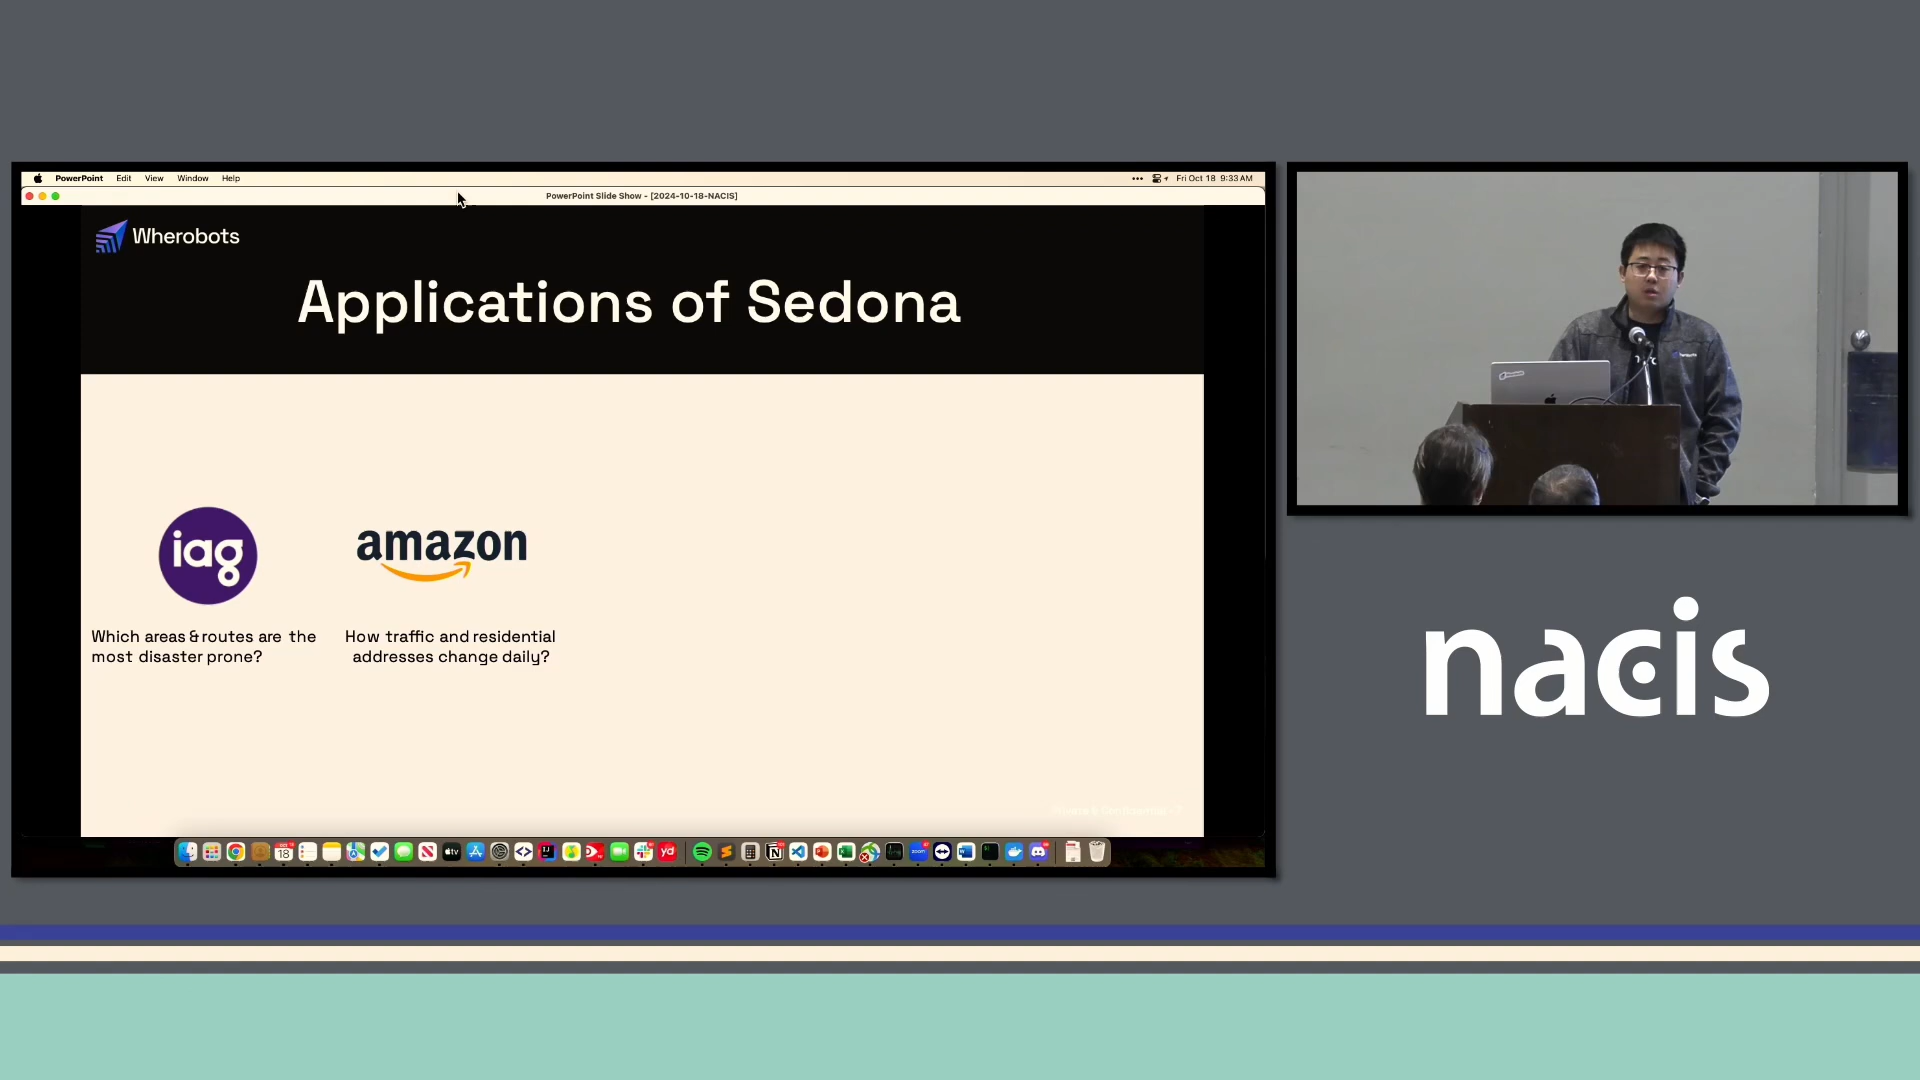 PowerPoint Edit View Window Help
Fri Oct 18 9:33 AM
PowerPoint Slide Show - [2024-10-18-NACIS]
Wherobots
Applications of Sedona
iag
amazon
Which areas & routes are the
most disaster prone?
How traffic and residential
addresses change daily?
nacis